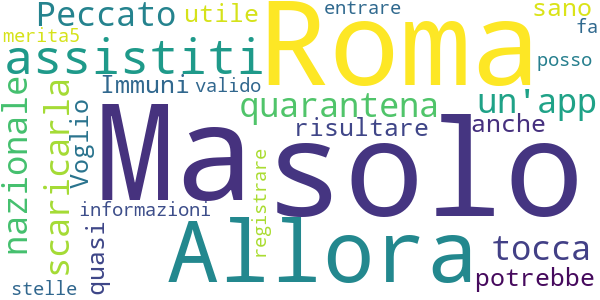 Peccato
utile
Roma
entrare
sano
merita5
fa
assistiti
posso
Immuni
valido
nazionale
scaricarla
Voglio
Ma
quarantena
un'app
risultare
anche
solo
registrare
informazioni
quasi
Allora
tocca
potrebbe
stelle